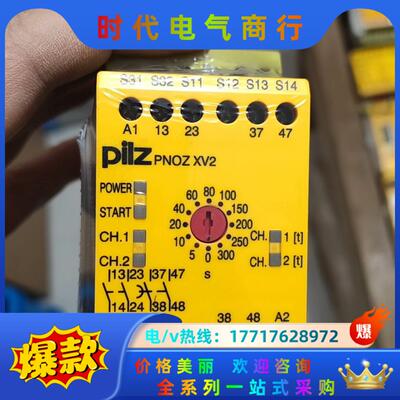 时代电气商行
S31 S32 S11 S12 S13 S14
A1 13 23 37 47
pilz PNOZ XV2
POWER
START
CH.1
CH.2
80
60 100
40 150
20 200
10 250
5 0 300
s
CH. 1 [t]
CH. 2 [t]
13 23 37 47
14 24 38 48
38 48 A2
电/v热线: 17717628972
爆款
爆
价格美丽 欢迎咨询
全系列一站式采购!